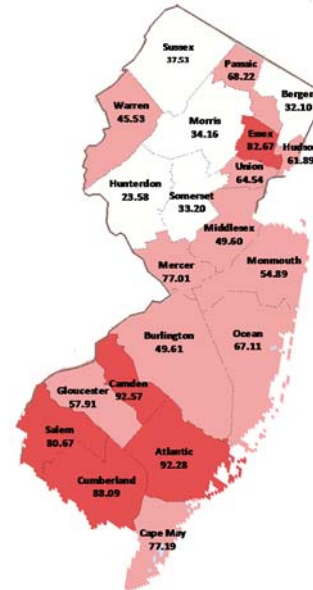 Sussex
37.53
Passaic
68.22
Bergen
32.10
Warren
45.53
Morris
34.16
Essex
82.67
Hudson
61.89
Union
64.54
Hunterdon
23.58
Somerset
33.20
Middlesex
49.60
Mercer
77.01
Monmouth
54.89
Burlington
49.61
Ocean
67.11
Camden
92.57
Gloucester
57.91
Salem
80.67
Atlantic
92.28
Cumberland
88.09
Cape May
77.19